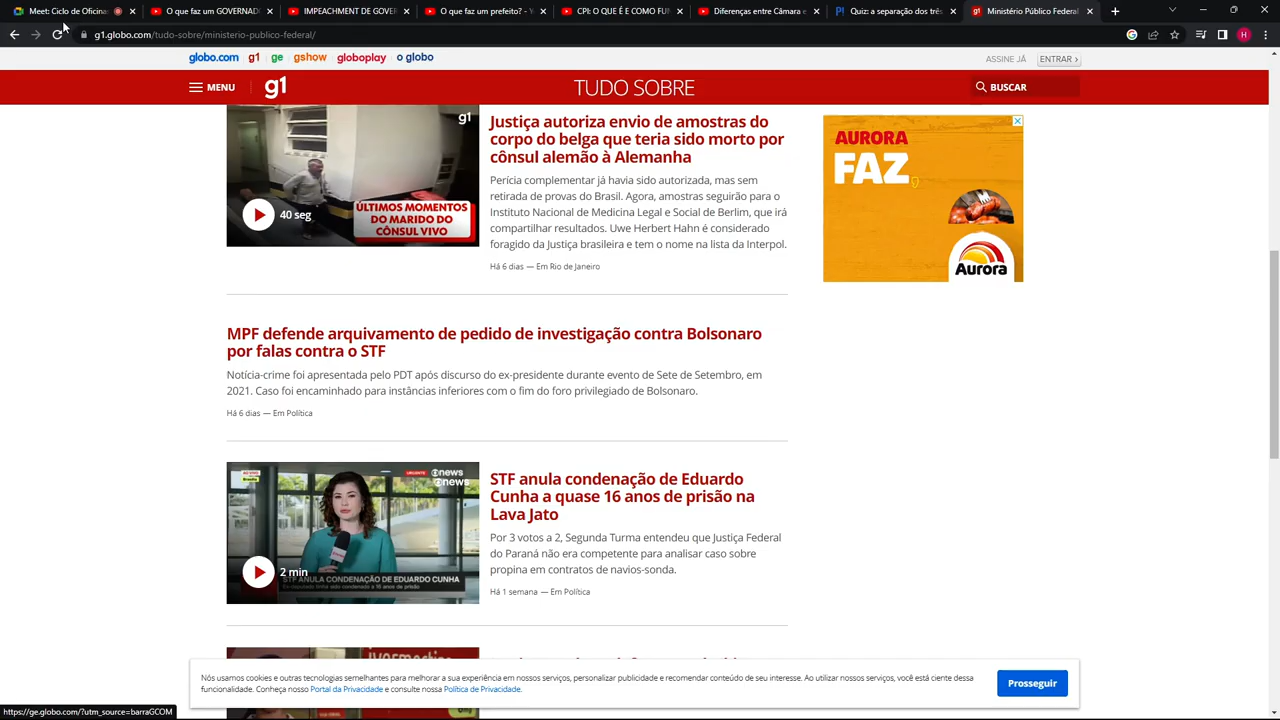 Meet: Ciclo de Oficinas
O que faz um GOVERNAD
IMPEACHMENT DE GOVER
O que faz um prefeito? - Y
CPI: O QUE É E COMO FUN
Diferenças entre Câmara e
Quiz: a separação dos três
Ministério Público Federal
g1.globo.com/tudo-sobre/ministerio-publico-federal/
H
globo.com g1 ge gshow globoplay o globo
ASSINE JÁ ENTRAR ›
MENU g1 TUDO SOBRE BUSCAR
g1
40 seg
ÚLTIMOS MOMENTOS
DO MARIDO DO
CÔNSUL VIVO
Justiça autoriza envio de amostras do
corpo do belga que teria sido morto por
cônsul alemão à Alemanha
Perícia complementar já havia sido autorizada, mas sem
retirada de provas do Brasil. Agora, amostras seguirão para o
Instituto Nacional de Medicina Legal e Social de Berlim, que irá
compartilhar resultados. Uwe Herbert Hahn é considerado
foragido da Justiça brasileira e tem o nome na lista da Interpol.
Há 6 dias — Em Rio de Janeiro
AURORA
FAZ,
Aurora
MPF defende arquivamento de pedido de investigação contra Bolsonaro
por falas contra o STF
Notícia-crime foi apresentada pelo PDT após discurso do ex-presidente durante evento de Sete de Setembro, em
2021. Caso foi encaminhado para instâncias inferiores com o fim do foro privilegiado de Bolsonaro.
Há 6 dias — Em Política
AO VIVO
Brasília
URGENTE
news
news
2 min
STF ANULA CONDENAÇÃO DE EDUARDO CUNHA
STF anula condenação de Eduardo
Cunha a quase 16 anos de prisão na
Lava Jato
Por 3 votos a 2, Segunda Turma entendeu que Justiça Federal
do Paraná não era competente para analisar caso sobre
propina em contratos de navios-sonda.
Há 1 semana — Em Política
Nós usamos cookies e outras tecnologias semelhantes para melhorar a sua experiência em nossos serviços, personalizar publicidade e recomendar conteúdo de seu interesse. Ao utilizar nossos serviços, você está ciente dessa
funcionalidade. Conheça nosso Portal da Privacidade e consulte nossa Política de Privacidade.
Prosseguir
https://ge.globo.com/?utm_source=barraGCOM